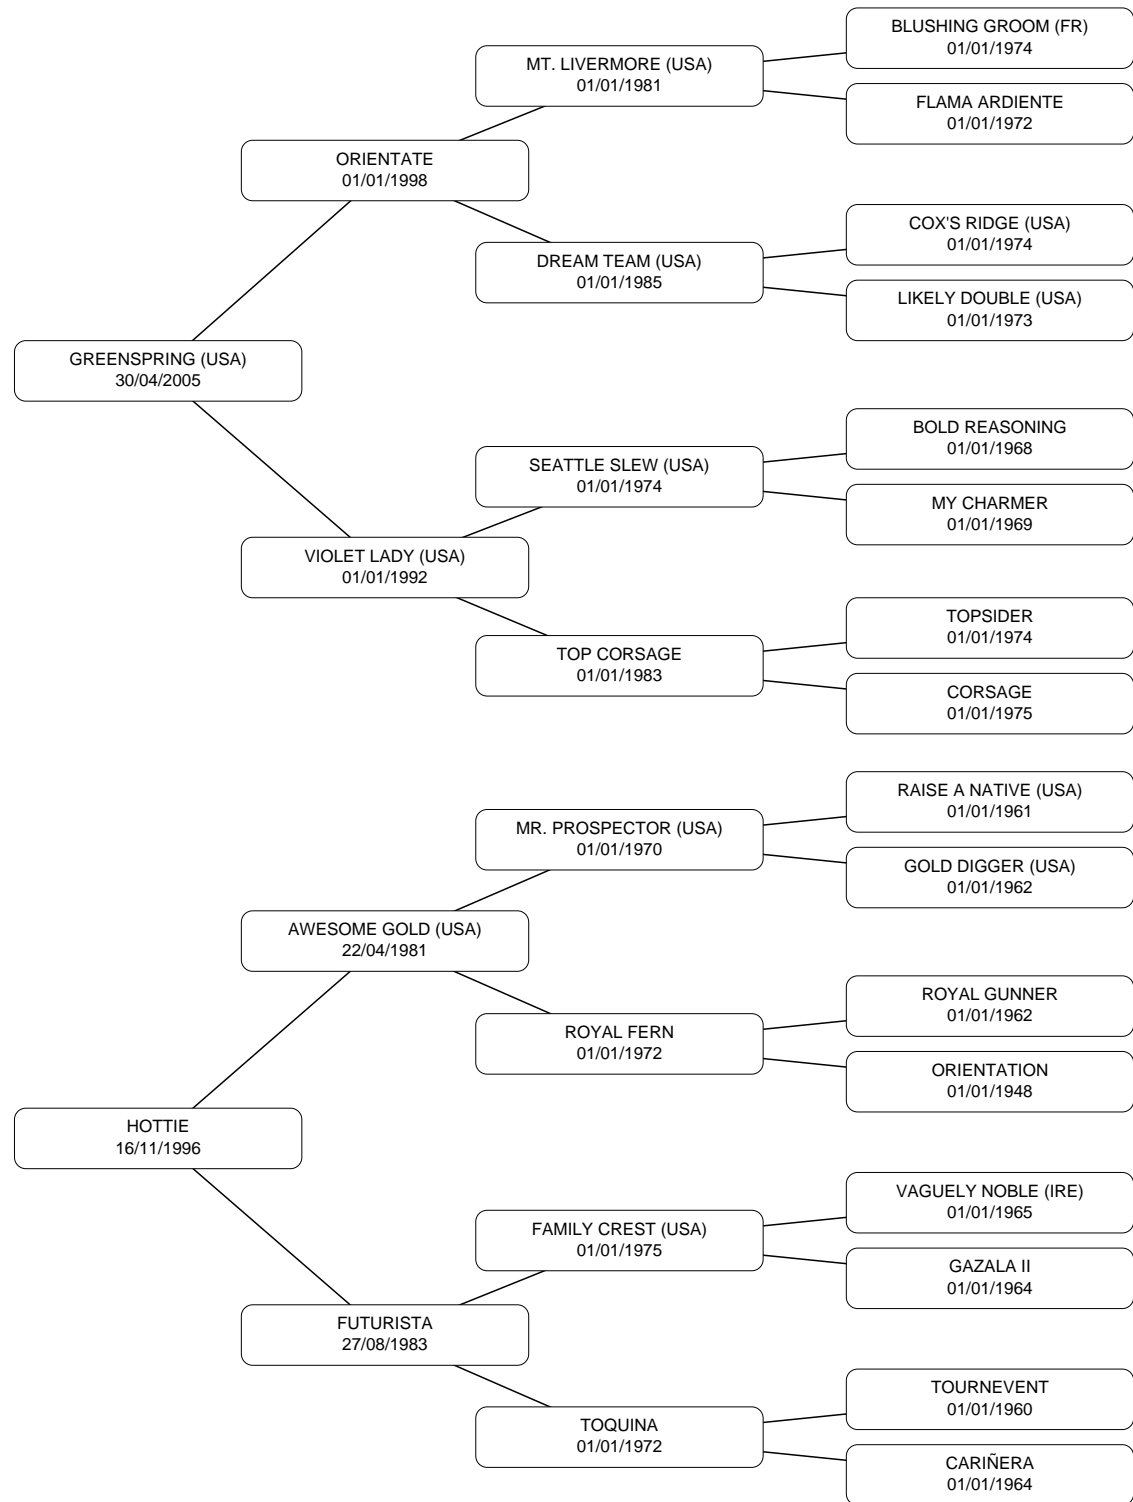 BLUSHING GROOM (FR)
01/01/1974
MT. LIVERMORE (USA)
01/01/1981
FLAMA ARDIENTE
01/01/1972
ORIENTATE
01/01/1998
COX'S RIDGE (USA)
01/01/1974
DREAM TEAM (USA)
01/01/1985
LIKELY DOUBLE (USA)
01/01/1973
GREENSPRING (USA)
30/04/2005
BOLD REASONING
01/01/1968
SEATTLE SLEW (USA)
01/01/1974
MY CHARMER
01/01/1969
VIOLET LADY (USA)
01/01/1992
TOPSIDER
01/01/1974
TOP CORSAGE
01/01/1983
CORSAGE
01/01/1975
RAISE A NATIVE (USA)
01/01/1961
MR. PROSPECTOR (USA)
01/01/1970
GOLD DIGGER (USA)
01/01/1962
AWESOME GOLD (USA)
22/04/1981
ROYAL GUNNER
01/01/1962
ROYAL FERN
01/01/1972
ORIENTATION
01/01/1948
HOTTIE
16/11/1996
VAGUELY NOBLE (IRE)
01/01/1965
FAMILY CREST (USA)
01/01/1975
GAZALA II
01/01/1964
FUTURISTA
27/08/1983
TOURNEVENT
01/01/1960
TOQUINA
01/01/1972
CARIÑERA
01/01/1964